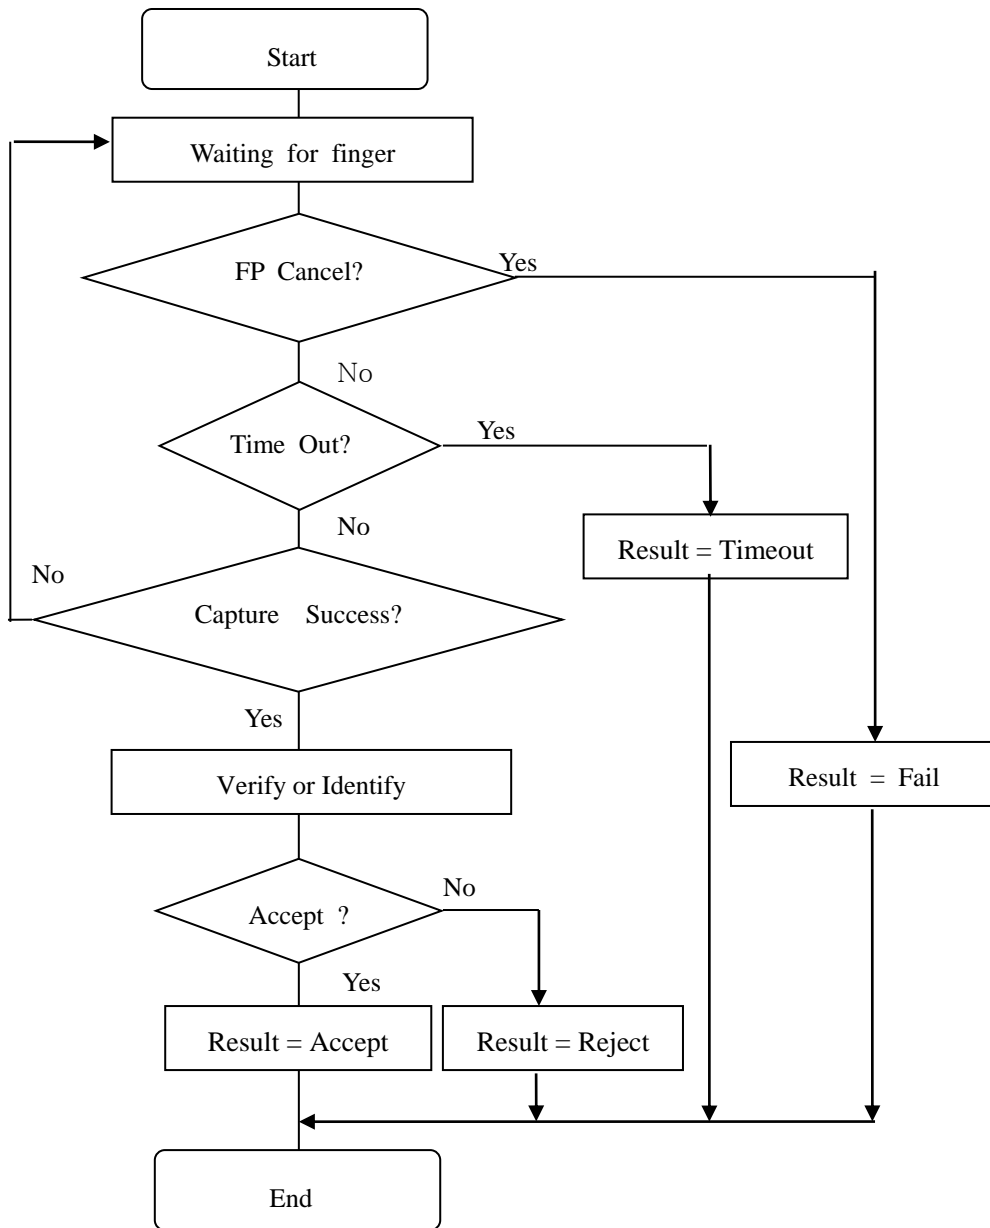 Start
Waiting for finger
FP Cancel?
Yes
No
Time Out?
Yes
No
Result = Timeout
No
Capture Success?
Yes
Verify or Identify
Result = Fail
Accept ?
No
Yes
Result = Accept
Result = Reject
End